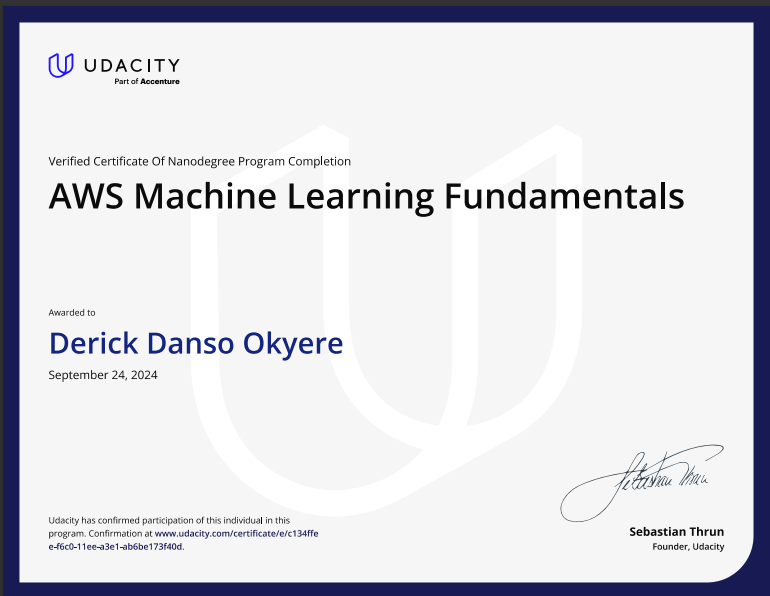 UDACITY
Part of Accenture
Verified Certificate Of Nanodegree Program Completion
AWS Machine Learning Fundamentals
Awarded to
Derick Danso Okyere
September 24, 2024
Sebastian Thrun
Udacity has confirmed participation of this individual in this
program. Confirmation at www.udacity.com/certificate/e/c134ffe
e-f6c0-11ee-a3e1-ab6be173f40d.
Sebastian Thrun
Founder, Udacity